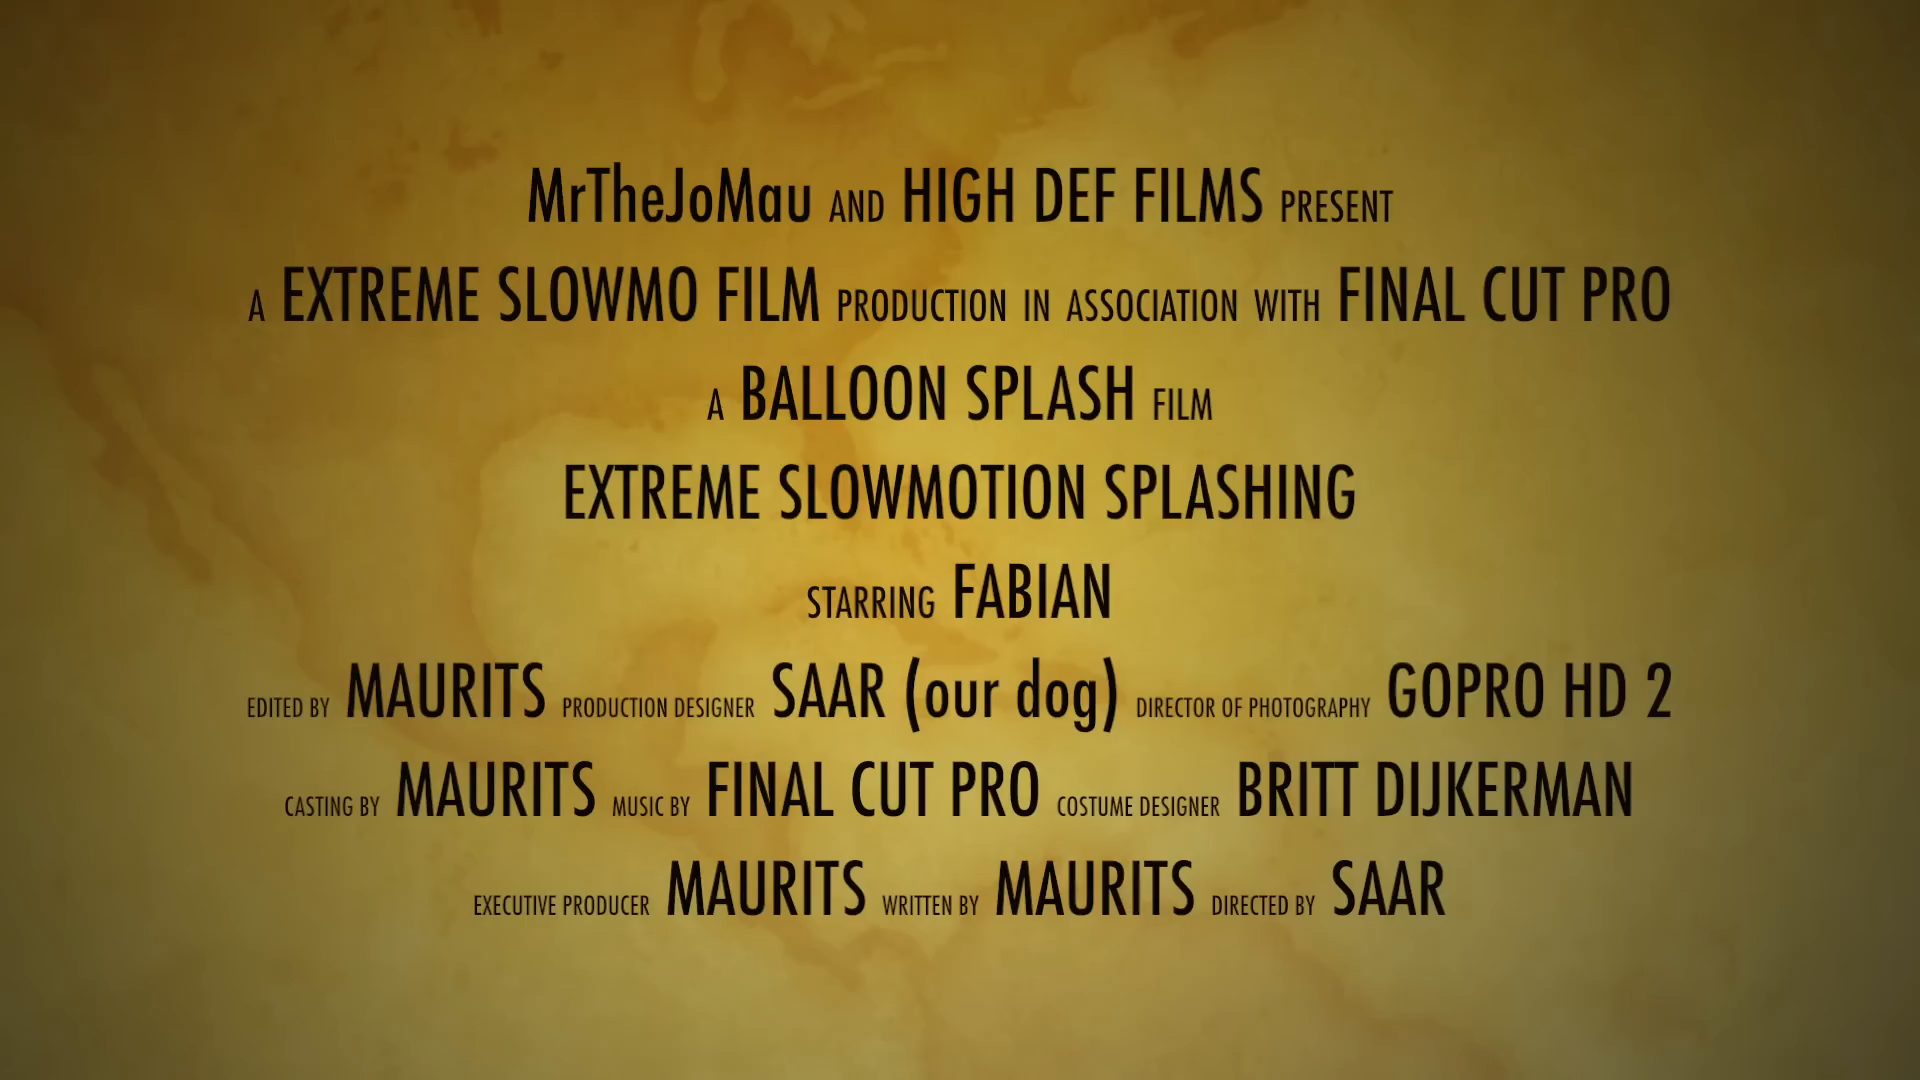 MrTheJoMau AND HIGH DEF FILMS PRESENT
A EXTREME SLOWMO FILM PRODUCTION IN ASSOCIATION WITH FINAL CUT PRO
A BALLOON SPLASH FILM
EXTREME SLOWMOTION SPLASHING
STARRING FABIAN
EDITED BY MAURITS PRODUCTION DESIGNER SAAR (our dog) DIRECTOR OF PHOTOGRAPHY GOPRO HD 2
CASTING BY MAURITS MUSIC BY FINAL CUT PRO COSTUME DESIGNER BRITT DIJKERMAN
EXECUTIVE PRODUCER MAURITS WRITTEN BY MAURITS DIRECTED BY SAAR